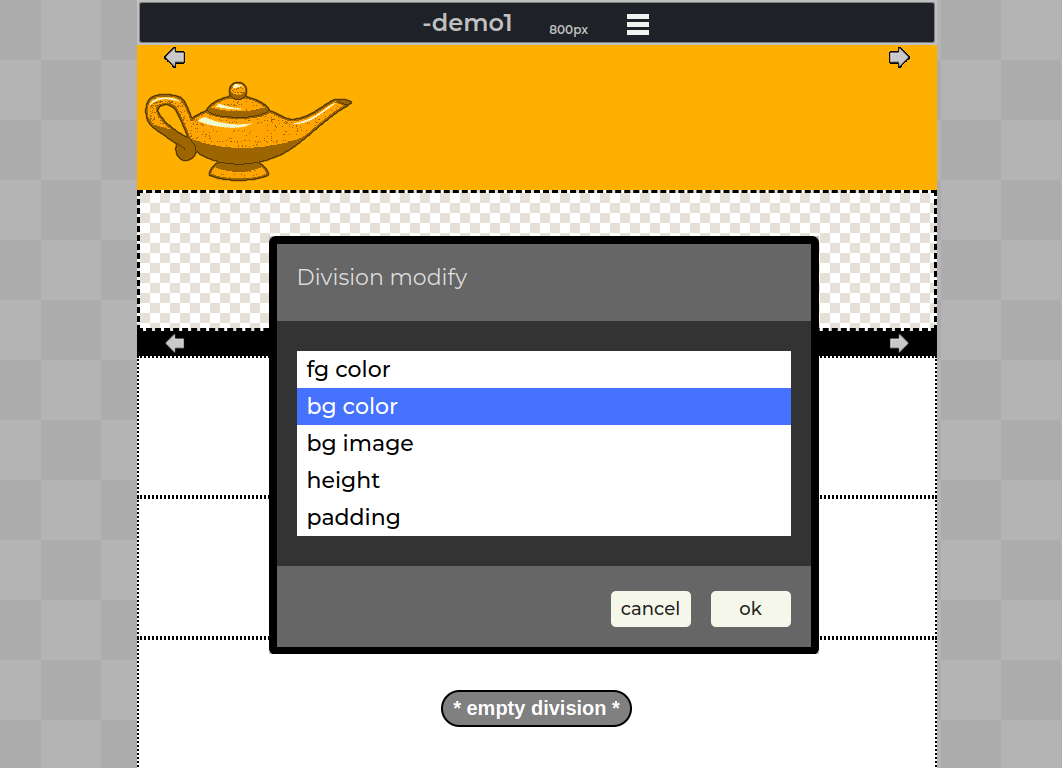 -demo1 800px
Division modify
fg color
bg color
bg image
height
padding
cancel ok
* empty division *